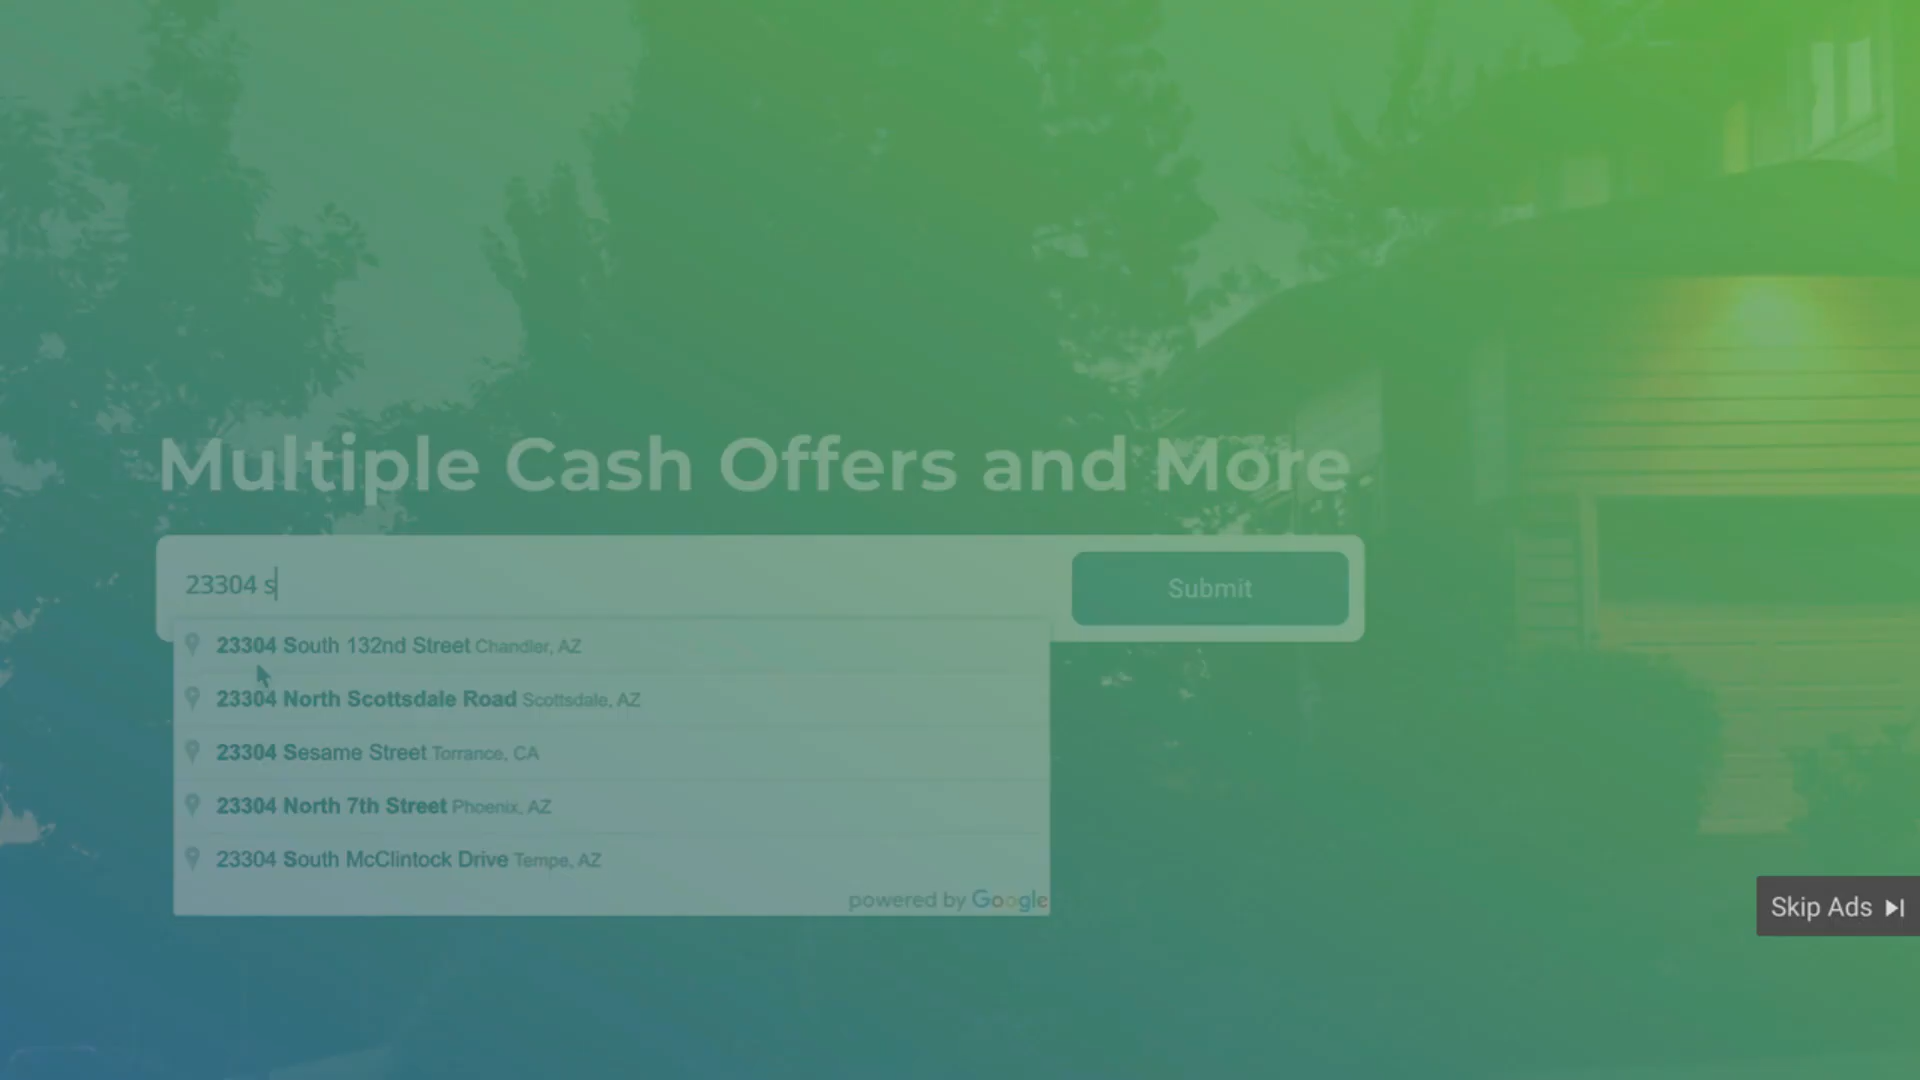 Multiple Cash Offers and More
23304 s
Submit
23304 South 132nd Street Chandler, AZ
23304 North Scottsdale Road Scottsdale, AZ
23304 Sesame Street Torrance, CA
23304 North 7th Street Phoenix, AZ
23304 South McClintock Drive Tempe, AZ
powered by Google
Skip Ads